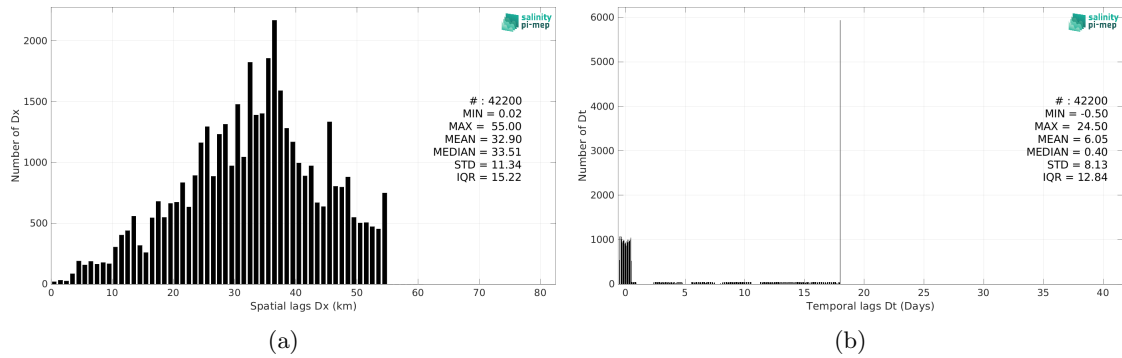 salinity
pi-mep
2000
1500
1000
500
0
Number of Dx
# : 42200
MIN = 0.02
MAX = 55.00
MEAN = 32.90
MEDIAN = 33.51
STD = 11.34
IQR = 15.22
0 10 20 30 40 50 60 70 80
Spatial lags Dx (km)
(a)
salinity
pi-mep
6000
5000
4000
3000
2000
1000
0
Number of Dt
# : 42200
MIN = -0.50
MAX = 24.50
MEAN = 6.05
MEDIAN = 0.40
STD = 8.13
IQR = 12.84
0 5 10 15 20 25 30 35 40
Temporal lags Dt (Days)
(b)